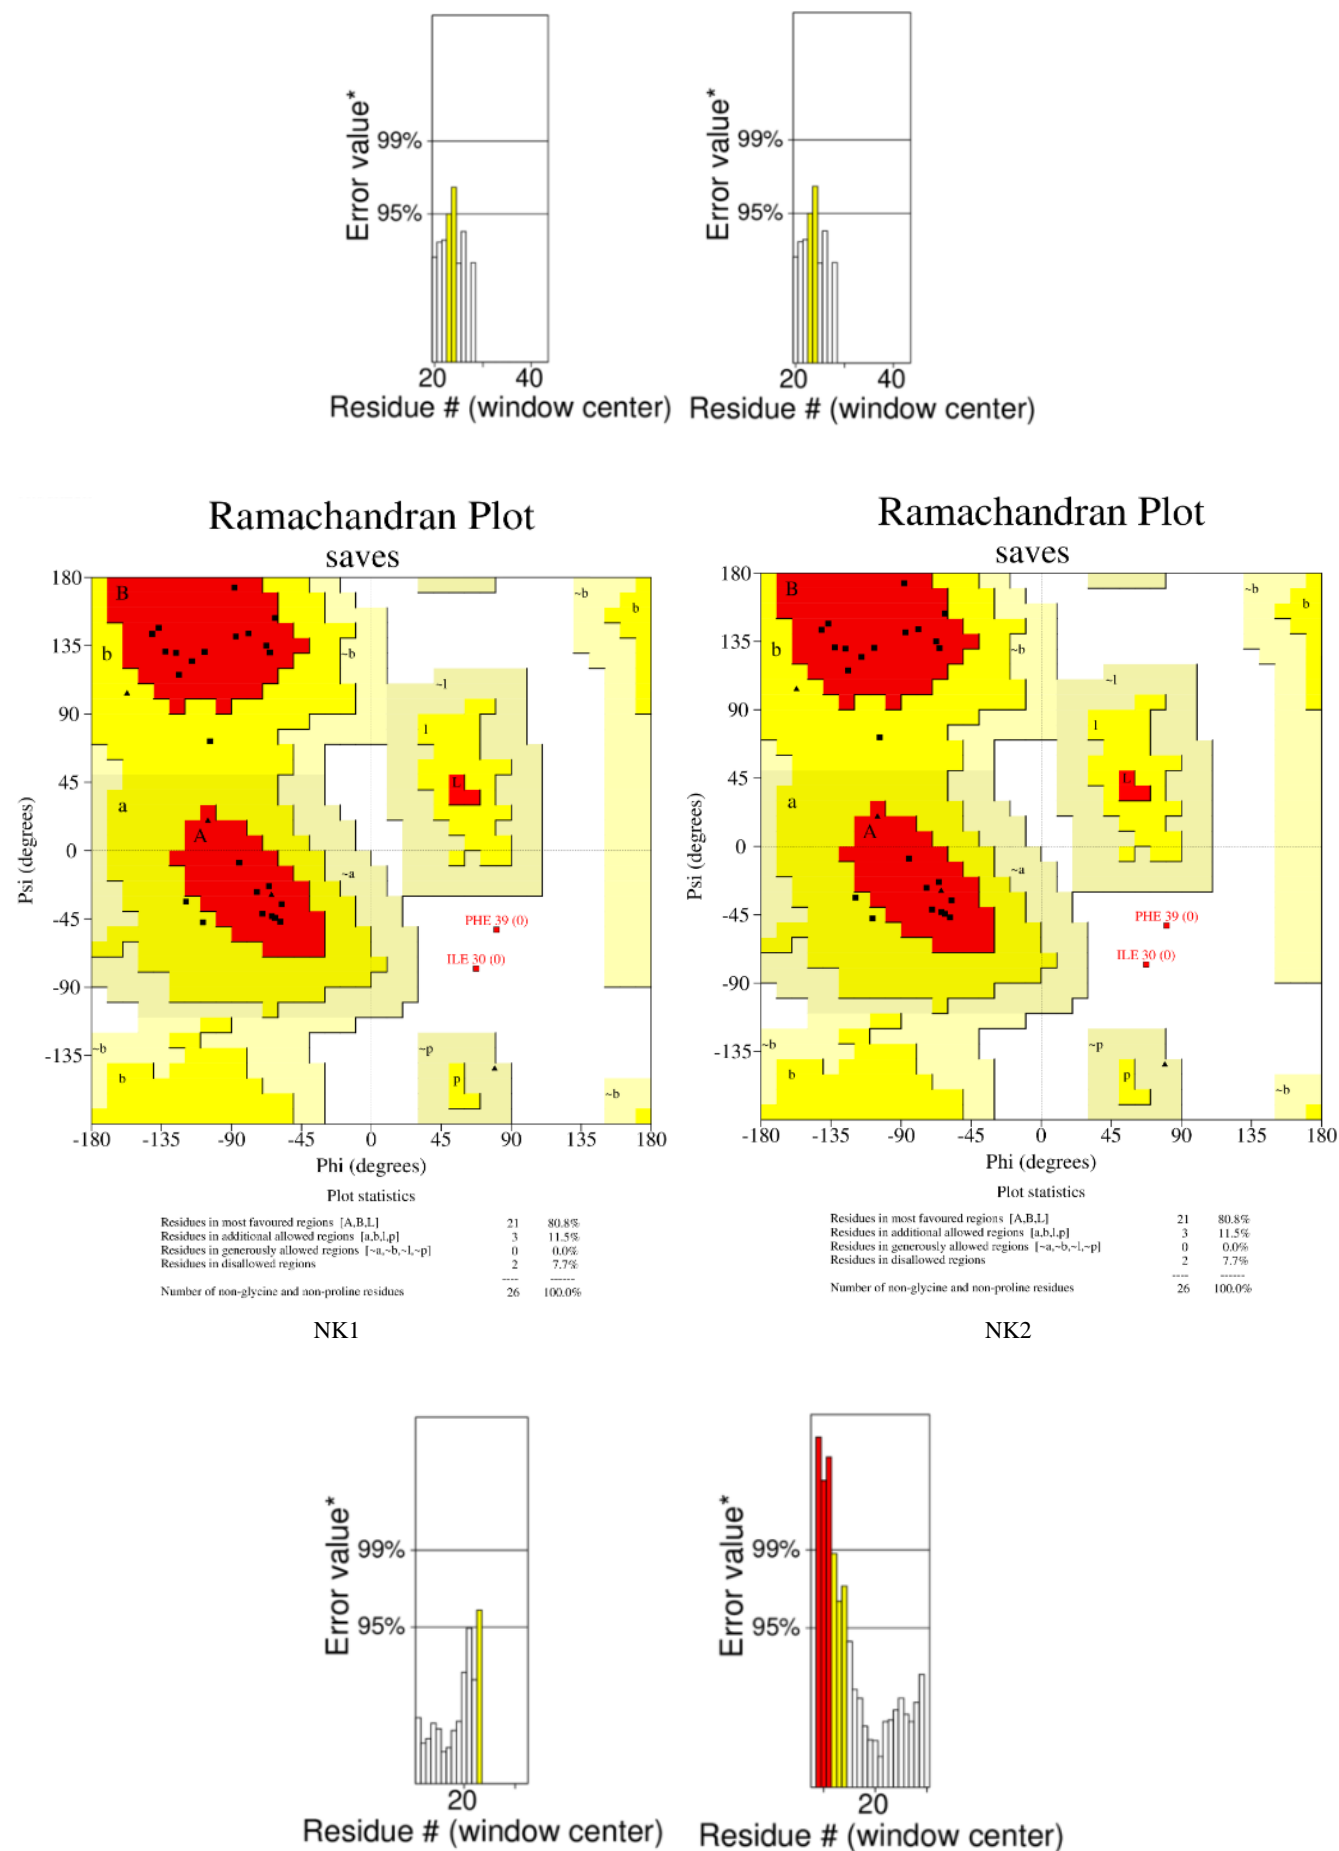 Error value*
99%
95%
20 40
Residue # (window center)
Error value*
99%
95%
20 40
Residue # (window center)
Ramachandran Plot
saves
180
135
90
45
0
-45
-90
-135
Psi (degrees)
B
b
~b
~b
b
~l
l
L
a
A
~a
PHE 39 (0)
ILE 30 (0)
~b
b
~p
p
~b
-180 -135 -90 -45 0 45 90 135 180
Phi (degrees)
Plot statistics
Residues in most favoured regions [A,B,L] 21 80.8%
Residues in additional allowed regions [a,b,l,p] 3 11.5%
Residues in generously allowed regions [~a,~b,~l,~p] 0 0.0%
Residues in disallowed regions 2 7.7%
---- ------
Number of non-glycine and non-proline residues 26 100.0%
NK1
Ramachandran Plot
saves
180
135
90
45
0
-45
-90
-135
Psi (degrees)
B
b
~b
~b
b
~l
l
L
a
A
~a
PHE 39 (0)
ILE 30 (0)
~b
b
~p
p
~b
-180 -135 -90 -45 0 45 90 135 180
Phi (degrees)
Plot statistics
Residues in most favoured regions [A,B,L] 21 80.8%
Residues in additional allowed regions [a,b,l,p] 3 11.5%
Residues in generously allowed regions [~a,~b,~l,~p] 0 0.0%
Residues in disallowed regions 2 7.7%
---- ------
Number of non-glycine and non-proline residues 26 100.0%
NK2
Error value*
99%
95%
20
Residue # (window center)
Error value*
99%
95%
20
Residue # (window center)